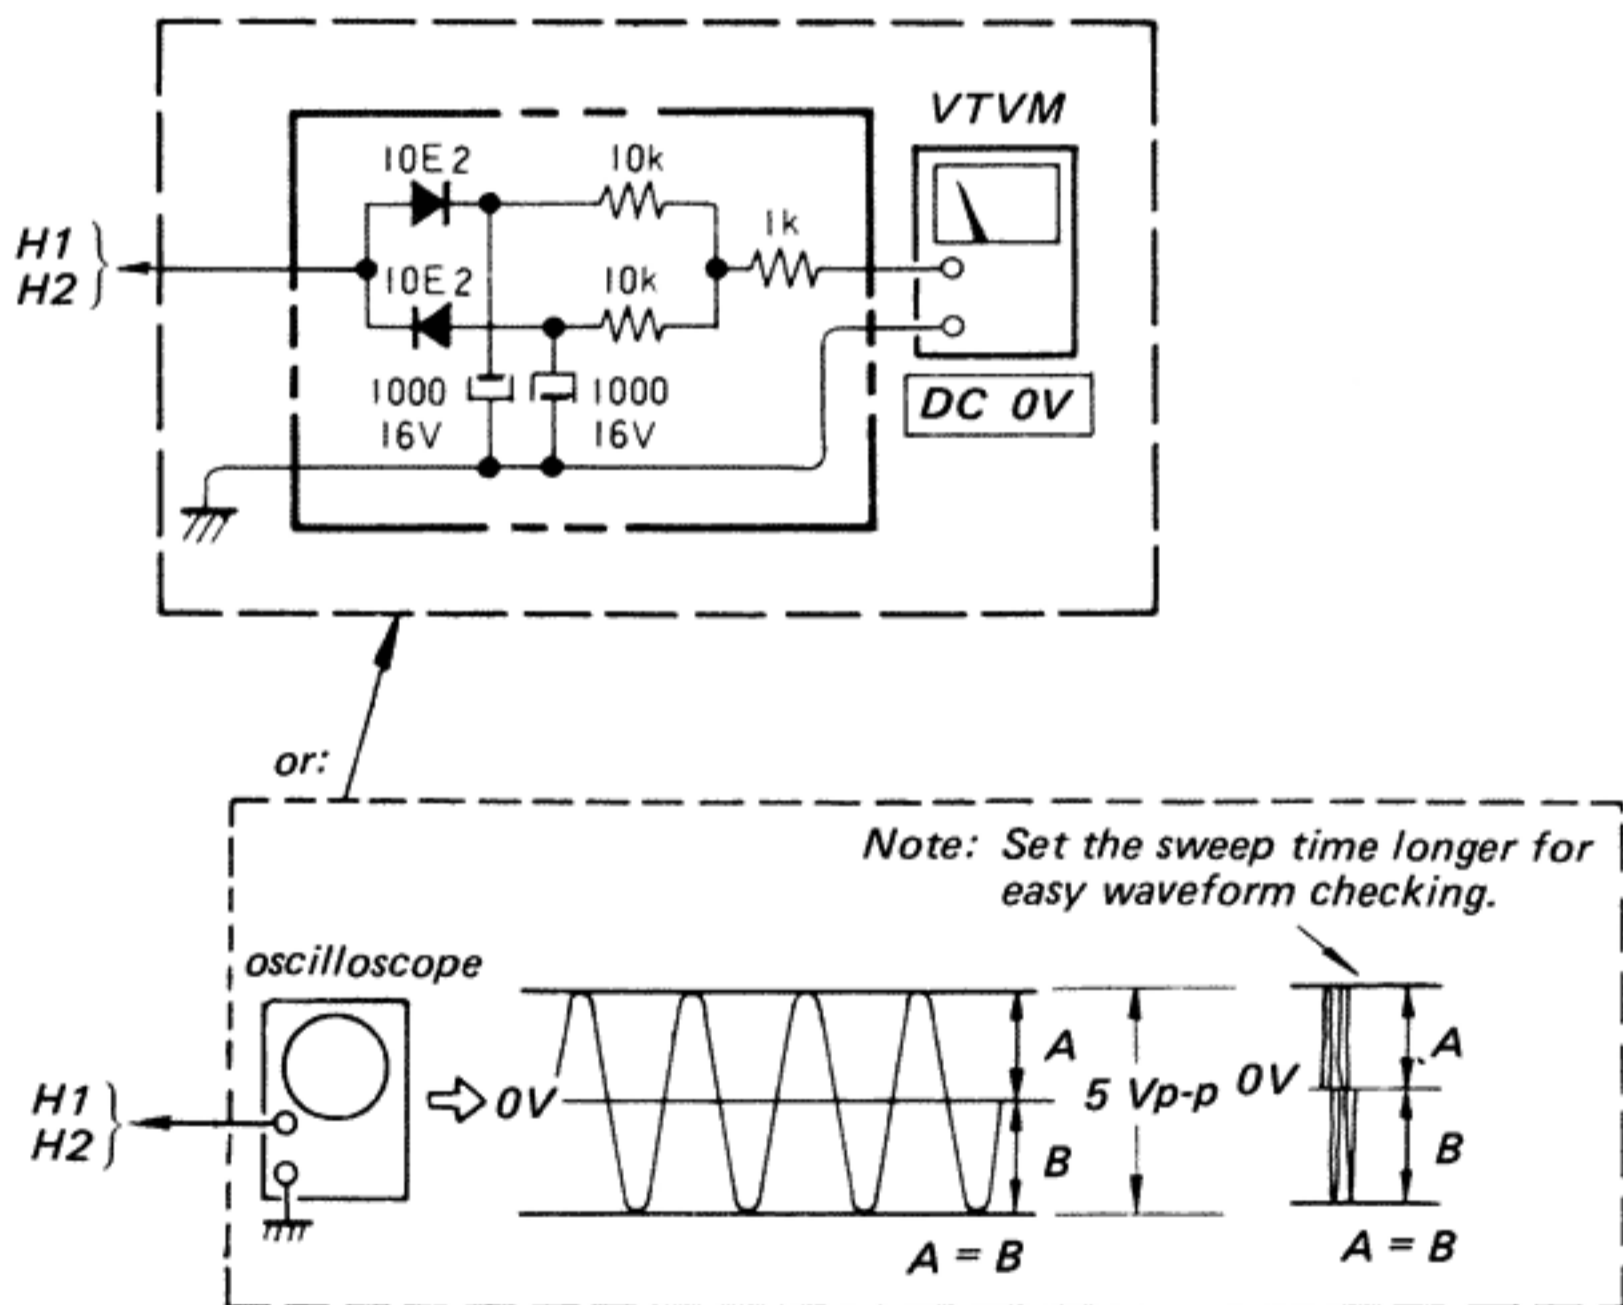 VTVM
10E2
10k
1k
H1
H2
10E2
10k
1000
16V
1000
16V
DC 0V
or:
Note: Set the sweep time longer for
easy waveform checking.
oscilloscope
H1
H2
0V
A
B
5 Vp-p
A = B
0V
A
B
A = B